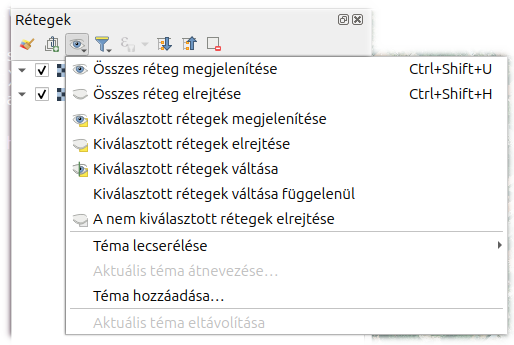 Rétegek
Összes réteg megjelenítése Ctrl+Shift+U
Összes réteg elrejtése Ctrl+Shift+H
Kiválasztott rétegek megjelenítése
Kiválasztott rétegek elrejtése
Kiválasztott rétegek váltása
Kiválasztott rétegek váltása függelenül
A nem kiválasztott rétegek elrejtése
Téma lecserélése
Aktuális téma átnevezése…
Téma hozzáadása…
Aktuális téma eltávolítása